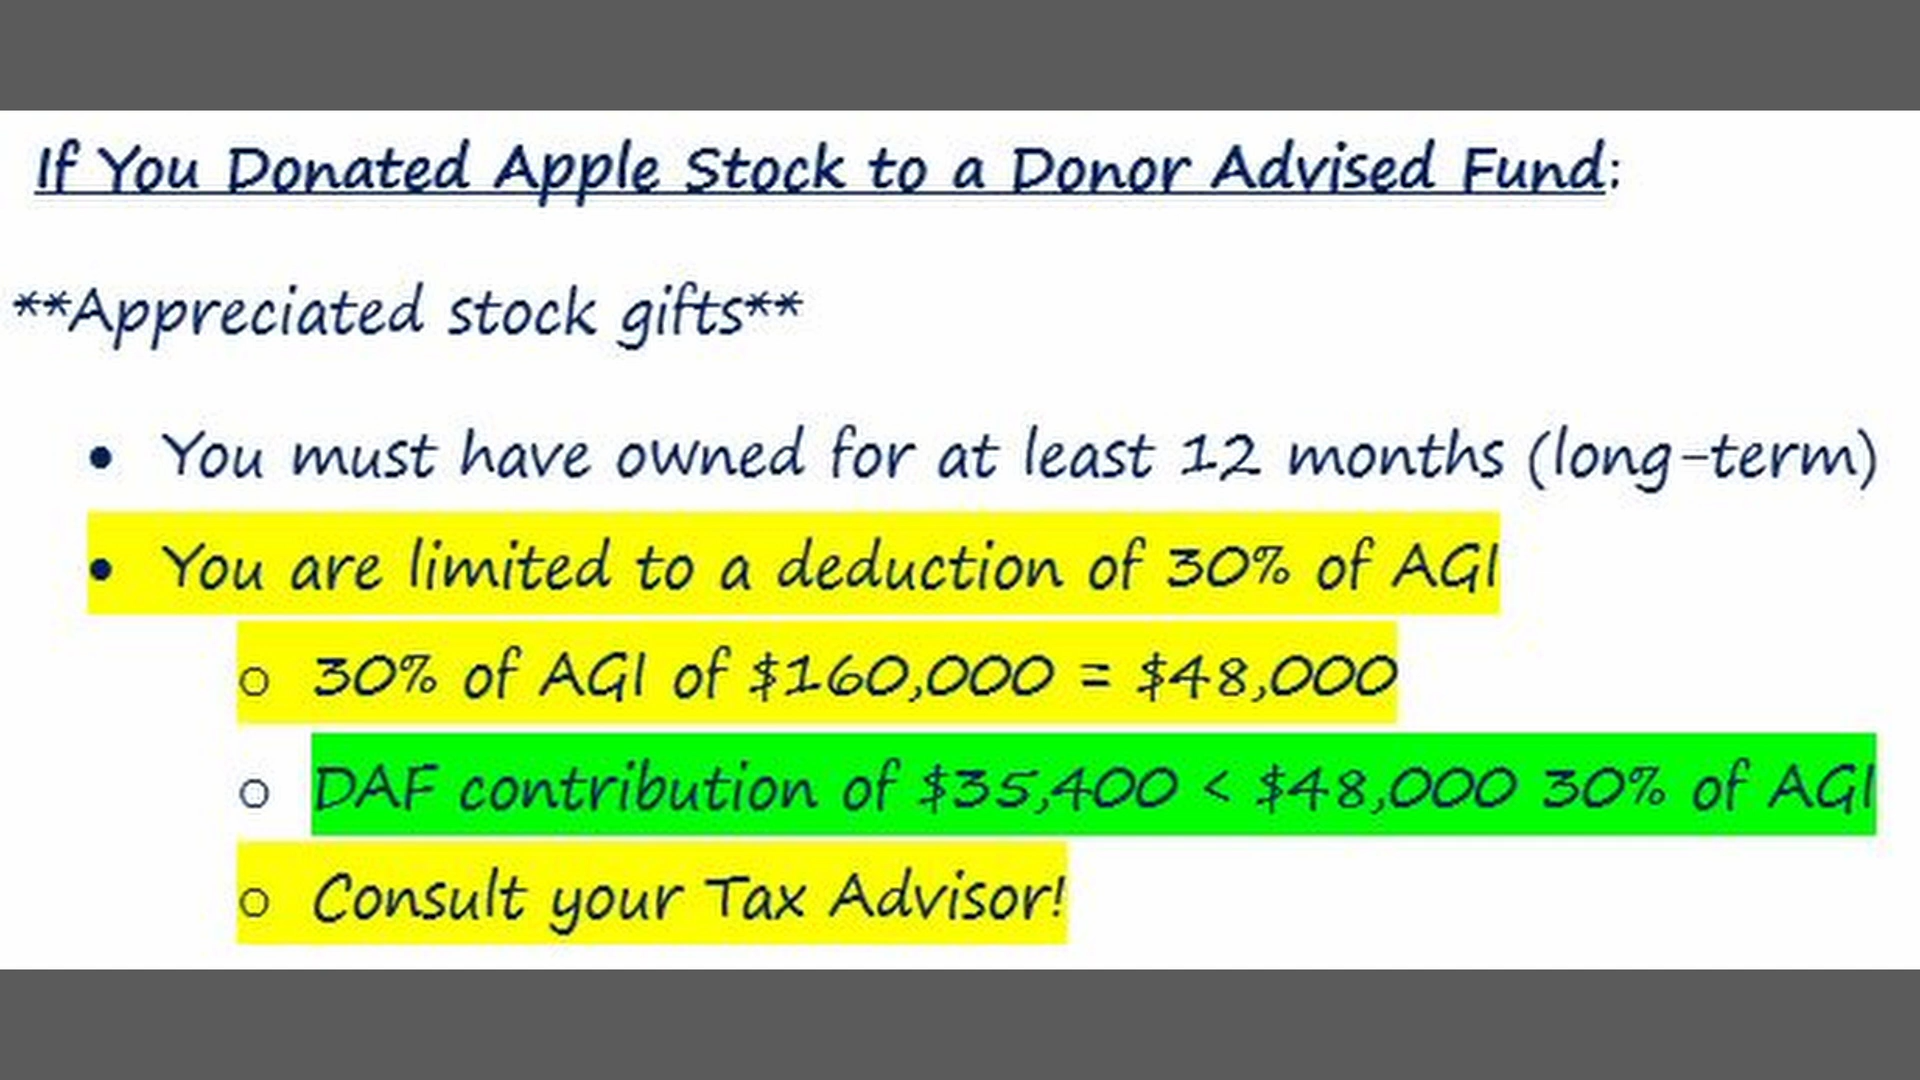 If You Donated Apple Stock to a Donor Advised Fund:
**Appreciated stock gifts**
• You must have owned for at least 12 months (long-term)
• You are limited to a deduction of 30% of AGI
o 30% of AGI of $160,000 = $48,000
o DAF contribution of $35,400 < $48,000 30% of AGI
o Consult your Tax Advisor!